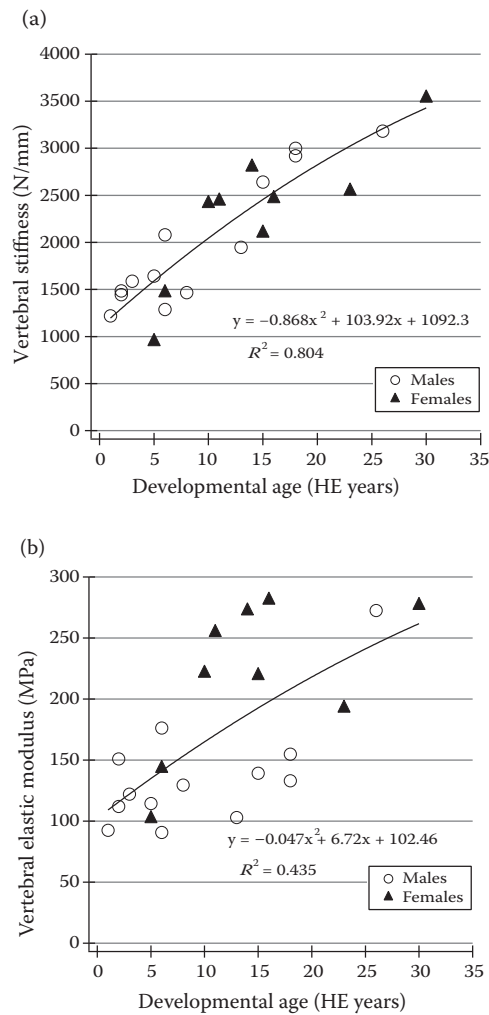 (a)
4000
3500
3000
2500
2000
1500
1000
500
0
Vertebral stiffness (N/mm)
y = −0.868x² + 103.92x + 1092.3
R² = 0.804
Males
Females
0 5 10 15 20 25 30 35
Developmental age (HE years)
(b)
300
250
200
150
100
50
0
Vertebral elastic modulus (MPa)
y = −0.047x² + 6.72x + 102.46
R² = 0.435
Males
Females
0 5 10 15 20 25 30 35
Developmental age (HE years)